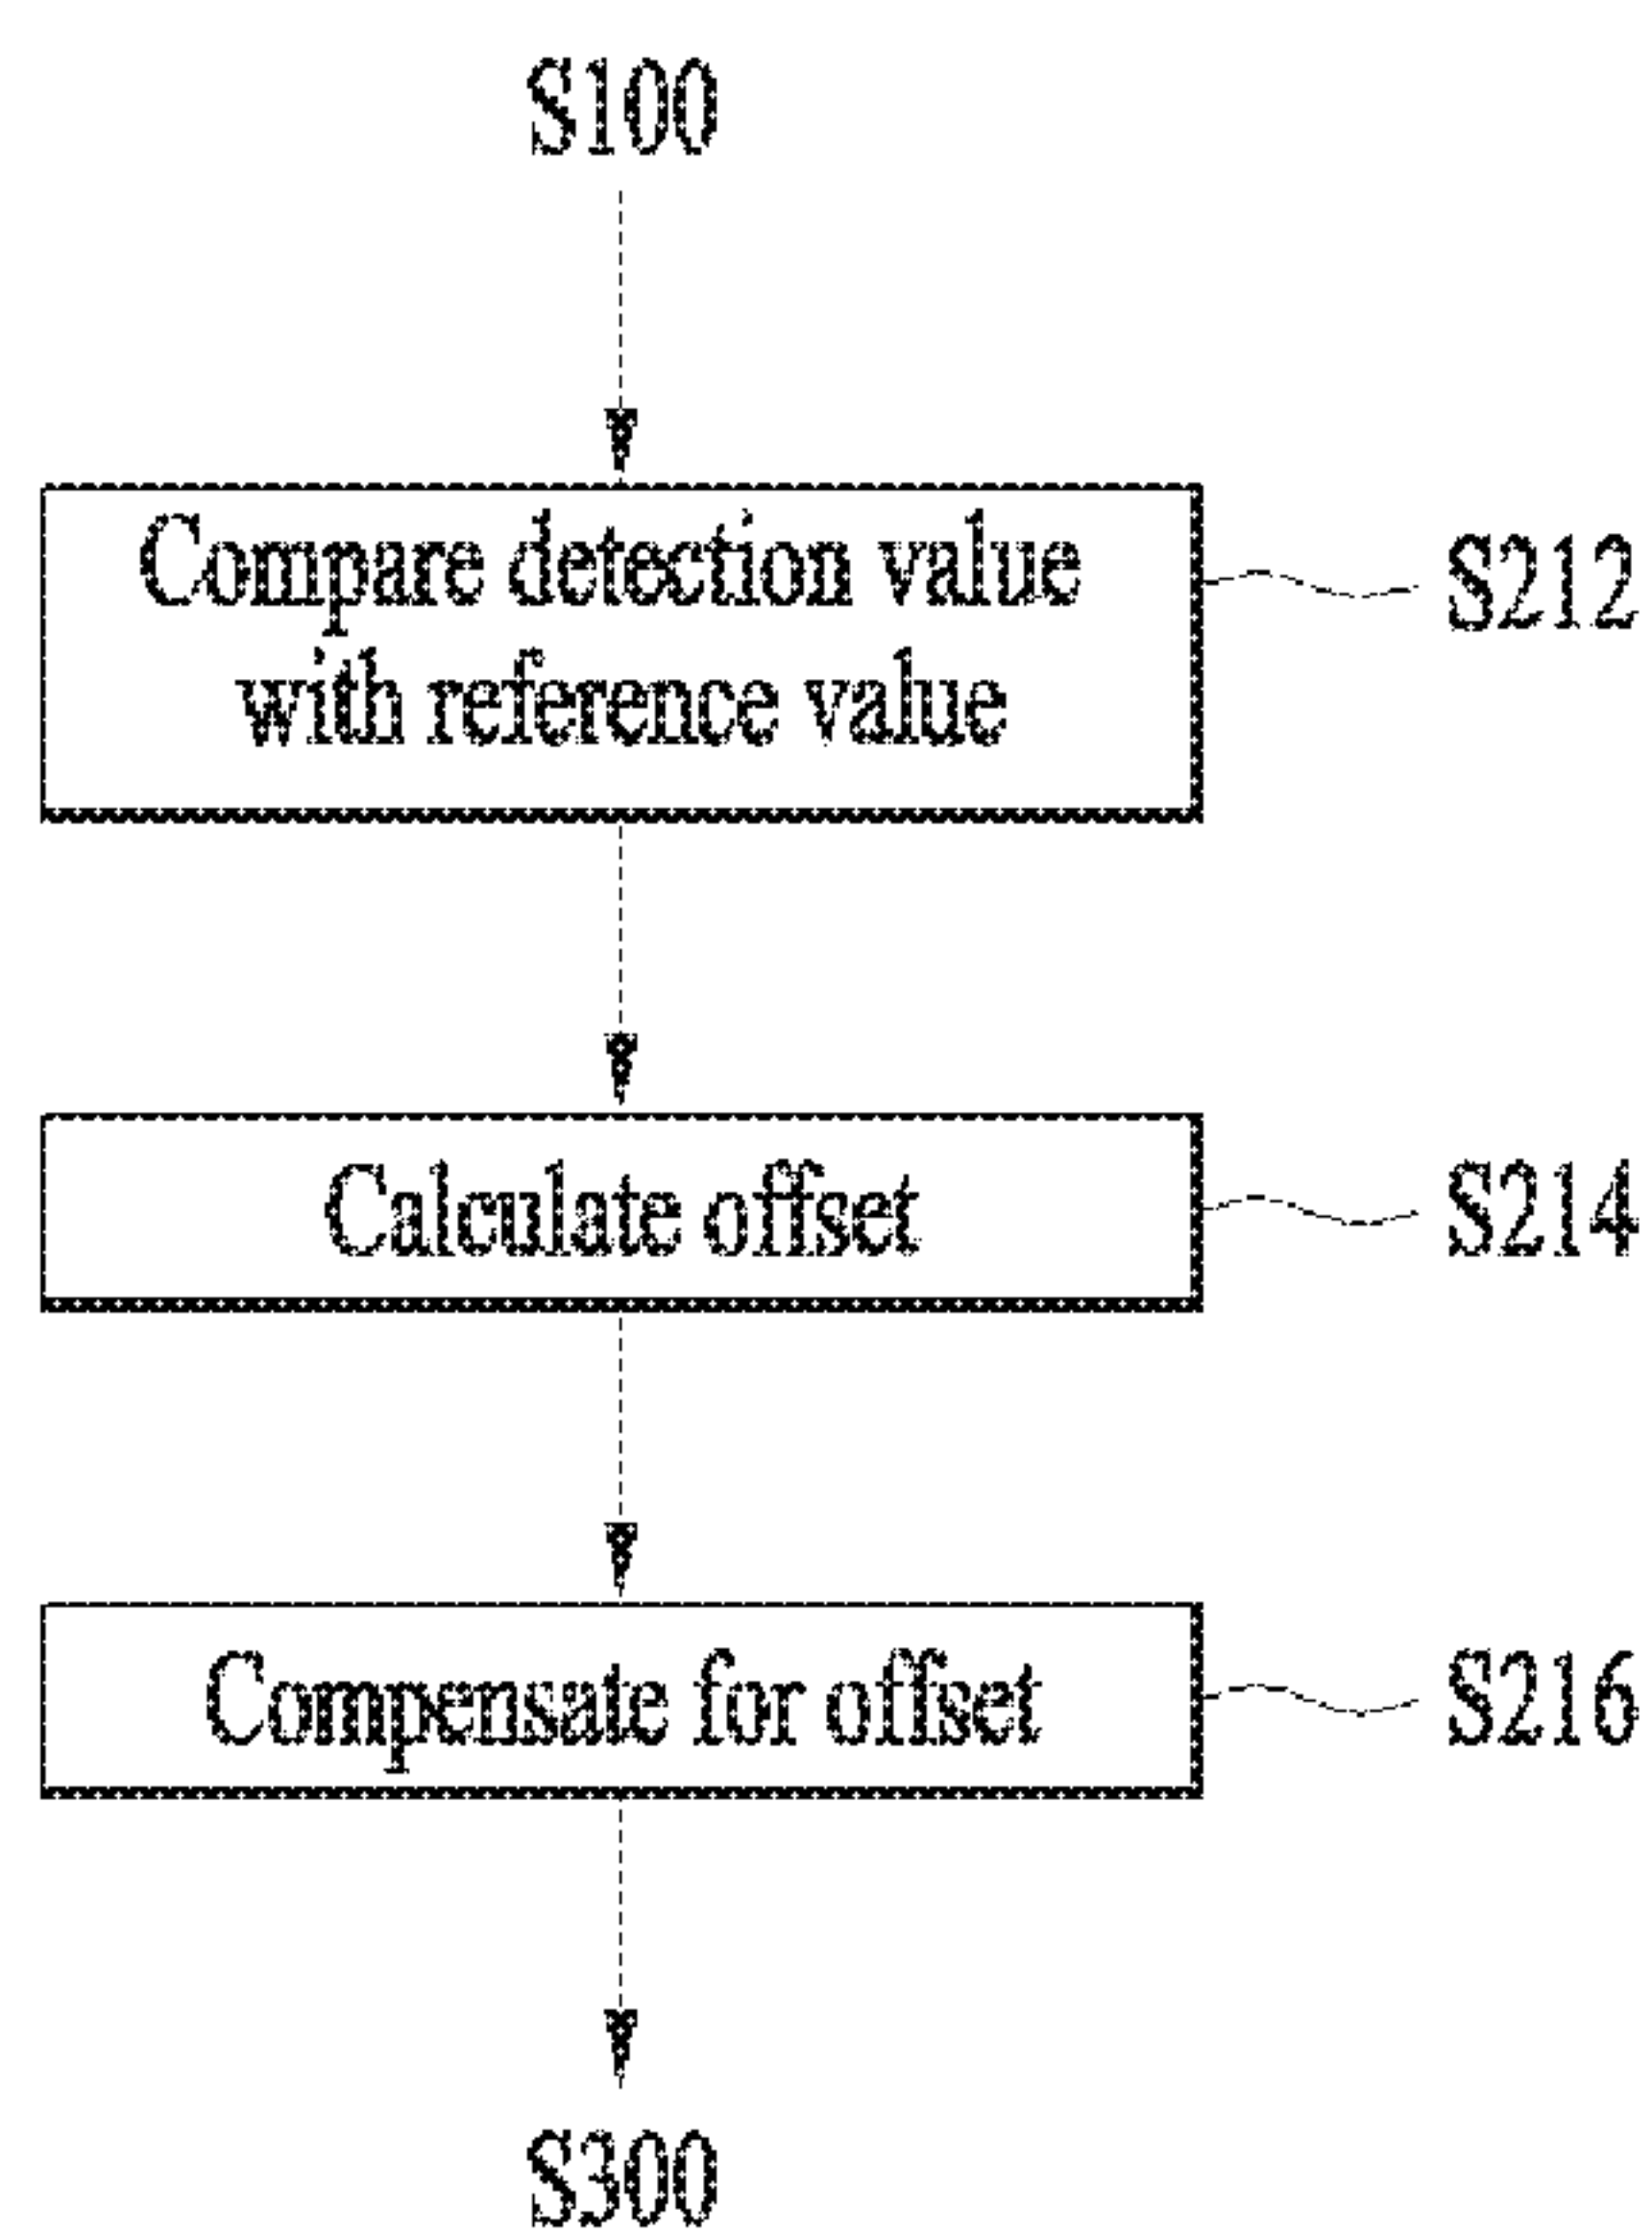 S100
Compare detection value
with reference value
S212
Calculate offset
S214
Compensate for offset
S216
S300